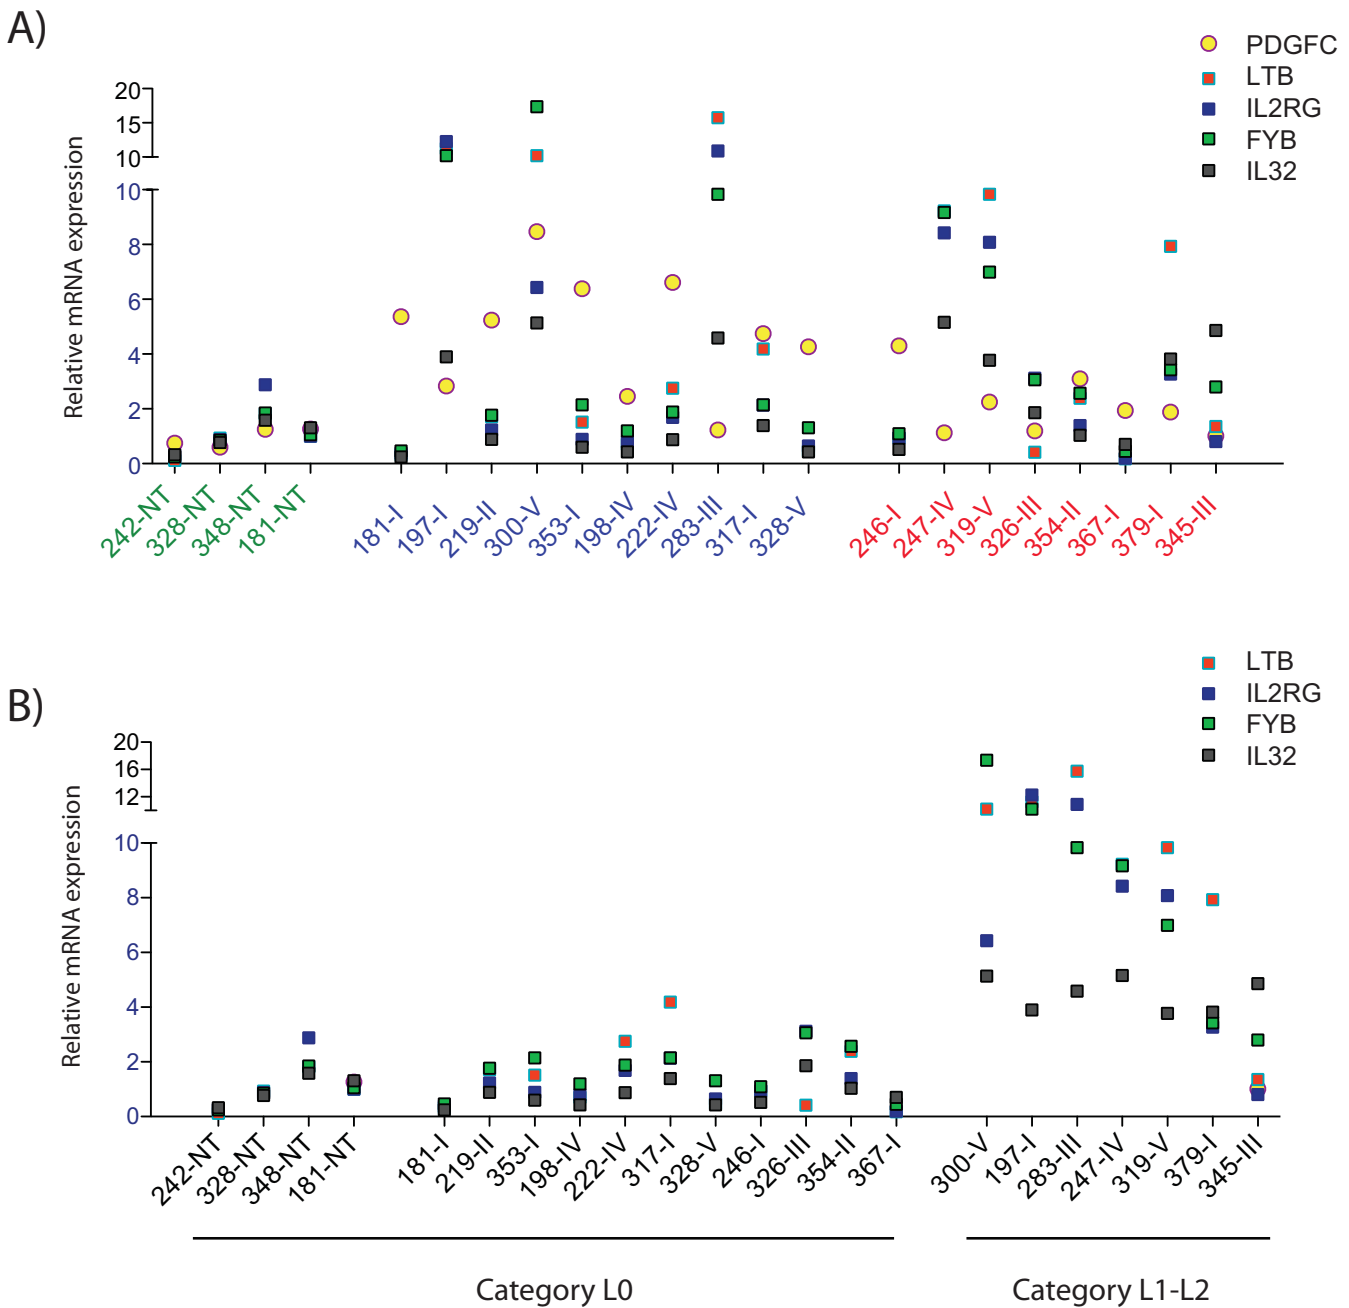 A)
PDGFC
LTB
IL2RG
FYB
IL32
Relative mRNA expression
20
15
10
10
8
6
4
2
0
242-NT 328-NT 348-NT 181-NT 181-I 197-I 219-II 300-V 353-I 198-IV 222-IV 283-III 317-I 328-V 246-I 247-IV 319-V 326-III 354-II 367-I 379-I 345-III
B)
LTB
IL2RG
FYB
IL32
Relative mRNA expression
20
16
12
10
8
6
4
2
0
242-NT 328-NT 348-NT 181-NT 181-I 219-II 353-I 198-IV 222-IV 317-I 328-V 246-I 326-III 354-II 367-I 300-V 197-I 283-III 247-IV 319-V 379-I 345-III
Category L0 Category L1-L2